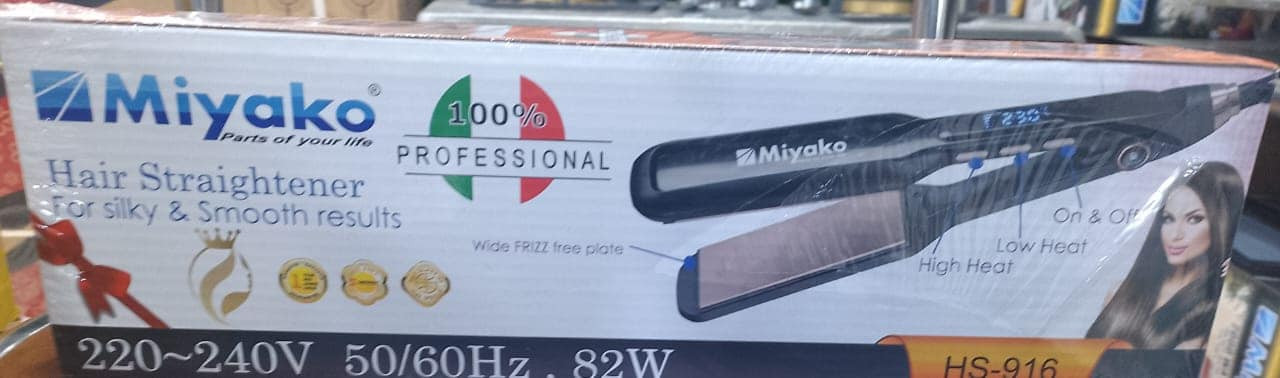 Miyako®
Parts of your life
100%
PROFESSIONAL
Hair Straightener
For silky & Smooth results
Wide FRIZZ free plate
Miyako
230
On & Off
Low Heat
High Heat
220~240V 50/60Hz . 82W
HS-916